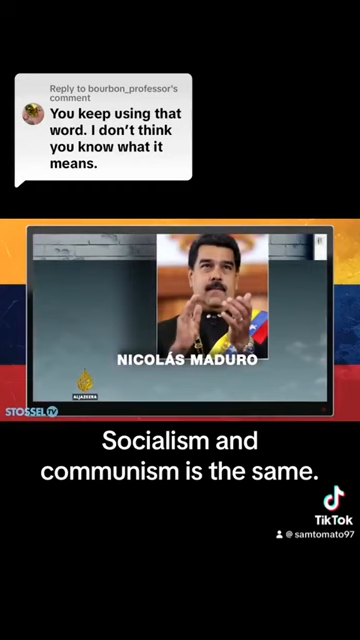 Reply to bourbon_professor's
comment
You keep using that
word. I don't think
you know what it
means.
NICOLÁS MADURO
ALJAZEERA
STOSSEL TV
Socialism and
communism is the same.
TikTok
@samtomato97